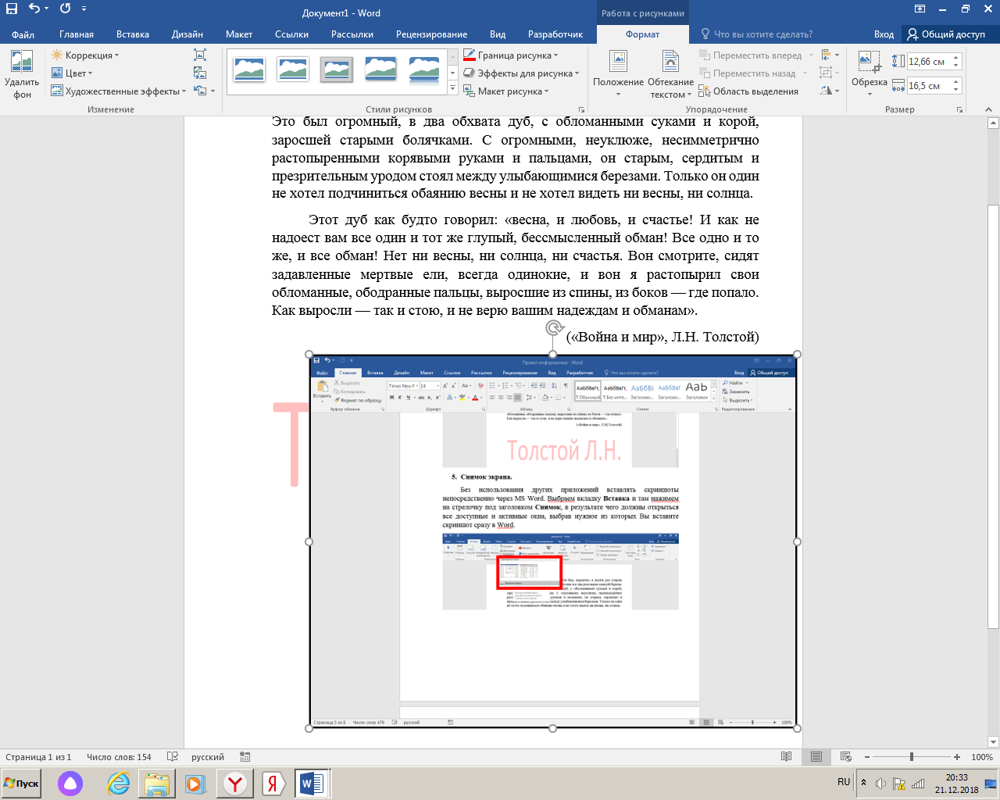 Документ1 - Word
Работа с рисунками
Файл Главная Вставка Дизайн Макет Ссылки Рассылки Рецензирование Вид Разработчик Формат Что вы хотите сделать? Вход Общий доступ
Удалить фон
Коррекция
Цвет
Художественные эффекты
Изменение
Стили рисунков
Граница рисунка
Эффекты для рисунка
Макет рисунка
Положение
Обтекание текстом
Переместить вперед
Переместить назад
Область выделения
Упорядочение
Обрезка
12,66 см
16,5 см
Размер
Это был огромный, в два обхвата дуб, с обломанными суками и корой,
заросшей старыми болячками. С огромными, неуклюже, несимметрично
растопыренными корявыми руками и пальцами, он старым, сердитым и
презрительным уродом стоял между улыбающимися березами. Только он один
не хотел подчиниться обаянию весны и не хотел видеть ни весны, ни солнца.
Этот дуб как будто говорил: «весна, и любовь, и счастье! И как не
надоест вам все один и тот же глупый, бессмысленный обман! Все одно и то
же, и все обман! Нет ни весны, ни солнца, ни счастья. Вон смотрите, сидят
задавленные мертвые ели, всегда одинокие, и вон я растопырил свои
обломанные, ободранные пальцы, выросшие из спины, из боков — где попало.
Как выросли — так и стою, и не верю вашим надеждам и обманам».
(«Война и мир», Л.Н. Толстой)
Т
Проект информатика - Word
Файл Главная Вставка Дизайн Макет Ссылки Рассылки Рецензирование Вид Разработчик Что вы хотите сделать? Вход Общий доступ
Вставить
Вырезать
Копировать
Формат по образцу
Буфер обмена
Times New Р 14
Шрифт
Абзац
АаБбВвГг, АаБбВвГг, АаБбВі АаБбВвГ АаЬ
¶ Обычный ¶ Без инте... Заголово... Заголово... Заголовок
Стили
Найти
Заменить
Выделить
Редактирование
Как выросли — так и стою, и не верю вашим надеждам и обманам».
(«Война и мир», Л.Н. Толстой)
Толстой Л.Н.
5. Снимок экрана.
Без использования других приложений вставлять скриншоты
непосредственно через MS Word. Выбраем вкладку Вставка и там нажимем
на стрелочку под заголовком Снимок, в результате чего должны открыться
все доступные и активные окна, выбрав нужное из которых Вы вставите
скриншот сразу в Word.
Страница 5 из 8 Число слов: 479 русский 100%
Страница 1 из 1 Число слов: 154 русский 100%
Пуск
RU
20:33
21.12.2018